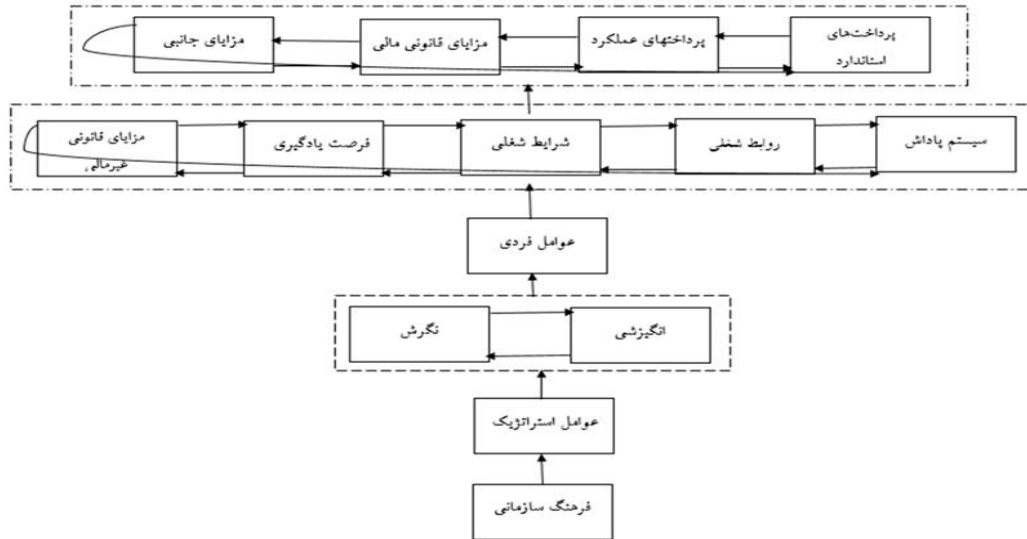 پرداخت‌های
استاندارد
پرداختهای عملکرد
مزایای قانونی مالی
مزایای جانبی
سیستم پاداش
روابط شغلی
شرایط شغلی
فرصت یادگیری
مزایای قانونی
غیرمالی
عوامل فردی
انگیزشی
نگرش
عوامل استراتژیک
فرهنگ سازمانی